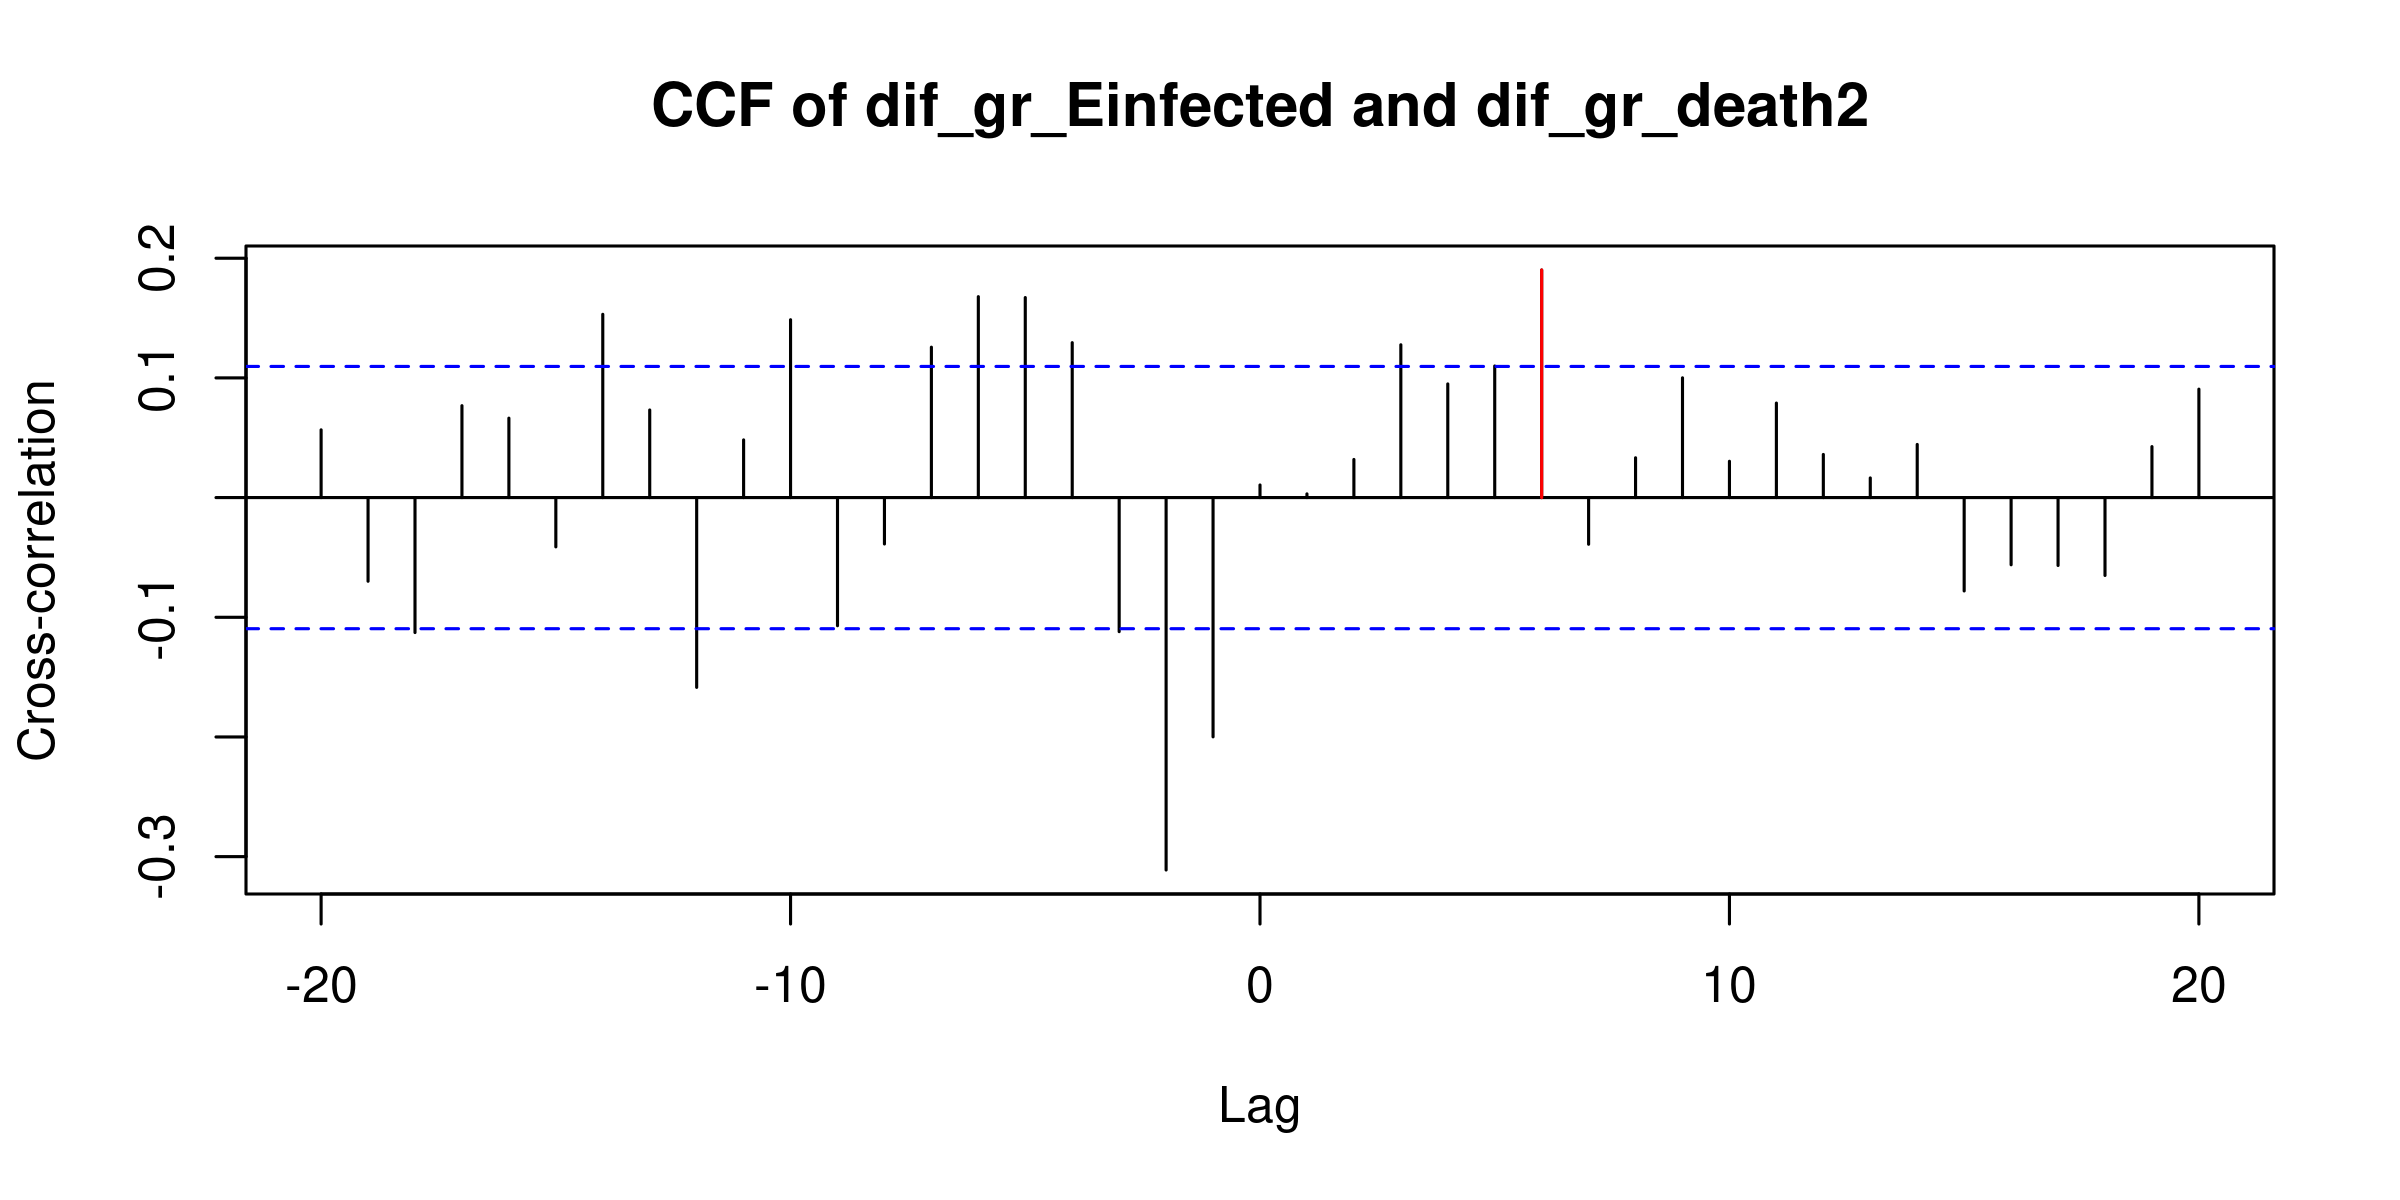 CCF of dif_gr_Einfected and dif_gr_death2
Cross-correlation
0.2
0.1
-0.1
-0.3
-20 -10 0 10 20
Lag